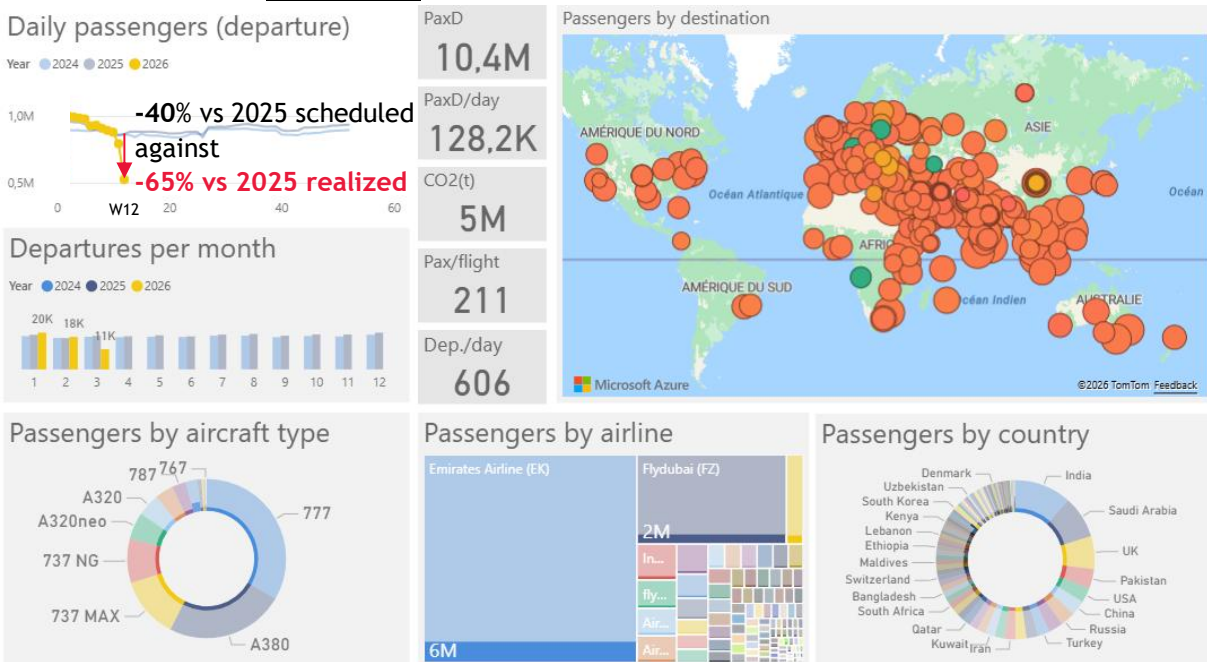 Daily passengers (departure)
Year 2024 2025 2026
1,0M
0,5M
-40% vs 2025 scheduled
against
-65% vs 2025 realized
0 W12 20 40 60
Departures per month
Year 2024 2025 2026
20K 18K 11K
1 2 3 4 5 6 7 8 9 10 11 12
PaxD
10,4M
PaxD/day
128,2K
CO2(t)
5M
Pax/flight
211
Dep./day
606
Passengers by destination
AMÉRIQUE DU NORD
ASIE
Océan Atlantique
Océan
AFRIC
AMÉRIQUE DU SUD
céan Indien
AUSTRALIE
Microsoft Azure
©2026 TomTom Feedback
Passengers by aircraft type
767
787
A320
A320neo
737 NG
737 MAX
A380
777
Passengers by airline
Emirates Airline (EK)
6M
Flydubai (FZ)
2M
In...
fly...
Air...
Air...
Passengers by country
Denmark
Uzbekistan
South Korea
Kenya
Lebanon
Ethiopia
Maldives
Switzerland
Bangladesh
South Africa
Qatar
Kuwait
Iran
India
Saudi Arabia
UK
Pakistan
USA
China
Russia
Turkey